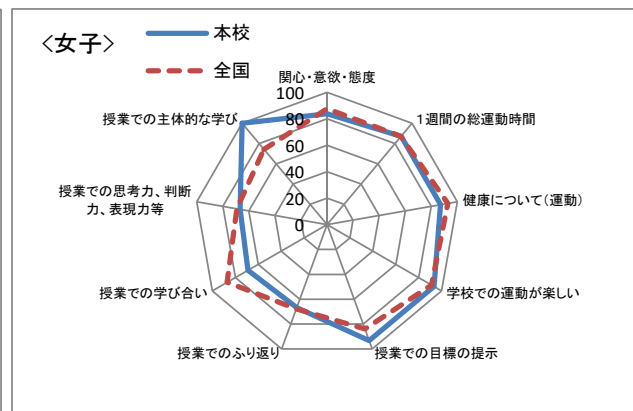 <女子>
本校
全国
関心・意欲・態度
1週間の総運動時間
健康について(運動)
学校での運動が楽しい
授業での目標の提示
授業でのふり返り
授業での学び合い
授業での思考力、判断
力、表現力等
授業での主体的な学び
100
80
60
40
20
0